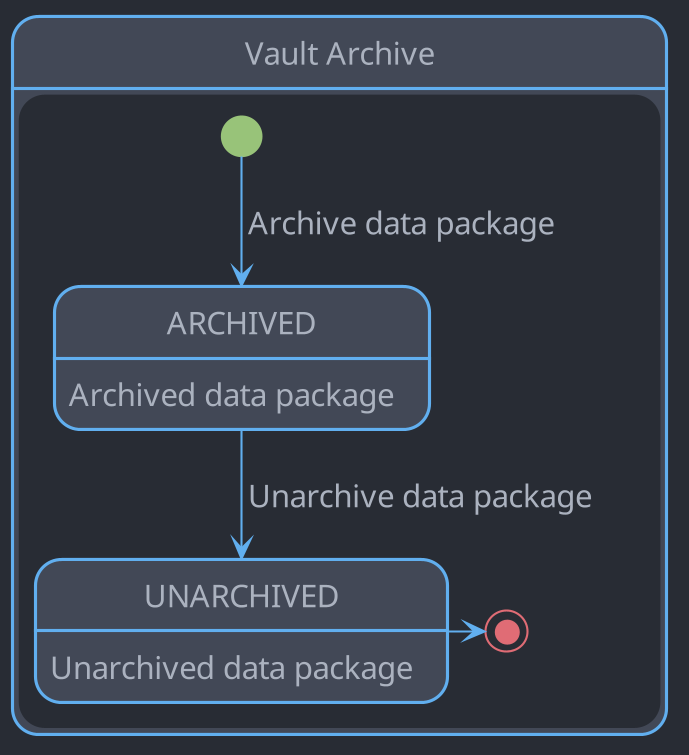 Vault Archive
Archive data package
ARCHIVED
Archived data package
Unarchive data package
UNARCHIVED
Unarchived data package